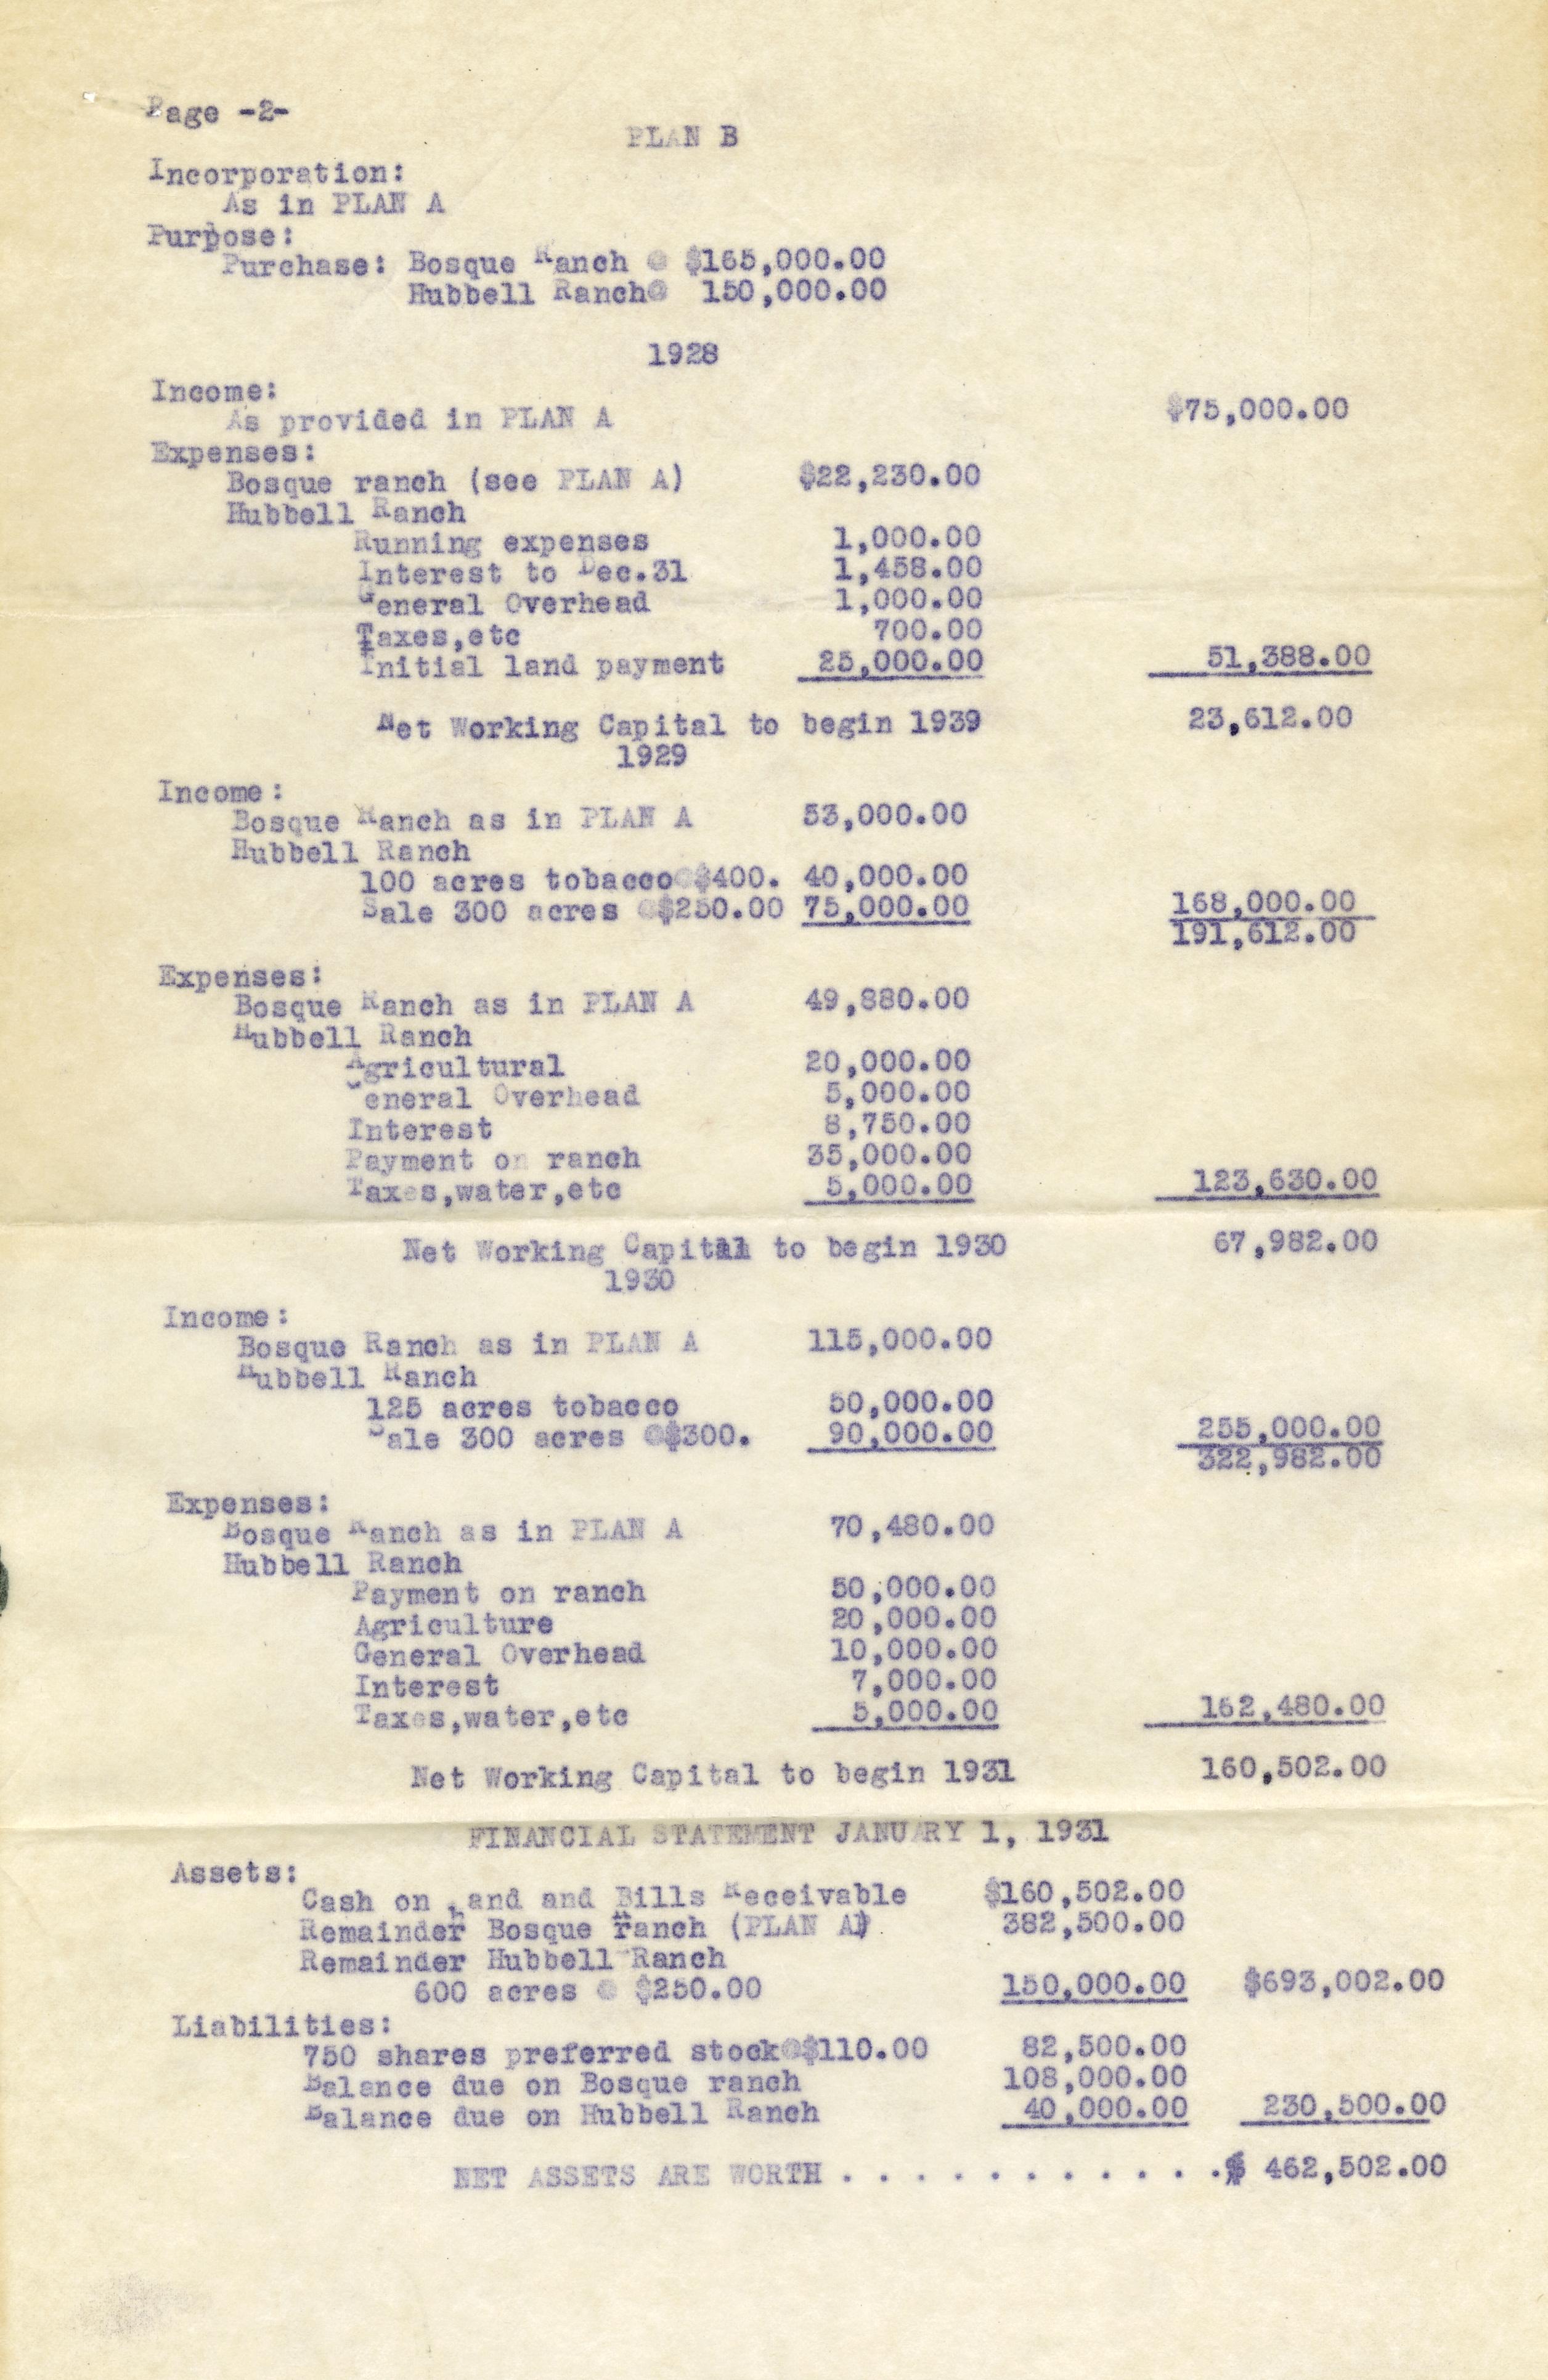 Page -2-
PLAN B
Incorporation:
As in PLAN A
Purpose:
Purchase: Bosque Ranch @ $165,000.00
Hubbell Ranch@ 150,000.00
1928
Income:
As provided in PLAN A $75,000.00
Expenses:
Bosque ranch (see PLAN A) $22,230.00
Hubbell Ranch
Running expenses 1,000.00
Interest to Dec.31 1,458.00
General Overhead 1,000.00
Taxes,etc 700.00
Initial land payment 25,000.00 51,388.00
Net Working Capital to begin 1939 23,612.00
1929
Income:
Bosque Ranch as in PLAN A 53,000.00
Hubbell Ranch
100 acres tobacco@$400. 40,000.00
Sale 300 acres @$250.00 75,000.00 168,000.00
191,612.00
Expenses:
Bosque Ranch as in PLAN A 49,880.00
Hubbell Ranch
Agricultural 20,000.00
General Overhead 5,000.00
Interest 8,750.00
Payment on ranch 35,000.00
Taxes,water,etc 5,000.00 123,630.00
Net Working Capital to begin 1930 67,982.00
1930
Income:
Bosque Ranch as in PLAN A 115,000.00
Hubbell Ranch
125 acres tobacco 50,000.00
Sale 300 acres @$300. 90,000.00 255,000.00
322,982.00
Expenses:
Bosque Ranch as in PLAN A 70,480.00
Hubbell Ranch
Payment on ranch 50,000.00
Agriculture 20,000.00
General Overhead 10,000.00
Interest 7,000.00
Taxes,water,etc 5,000.00 162,480.00
Net Working Capital to begin 1931 160,502.00
FINANCIAL STATEMENT JANUARY 1, 1931
Assets:
Cash on hand and Bills Receivable $160,502.00
Remainder Bosque Ranch (PLAN A) 382,500.00
Remainder Hubbell Ranch
600 acres @ $250.00 150,000.00 $693,002.00
Liabilities:
750 shares preferred stock@$110.00 82,500.00
Balance due on Bosque ranch 108,000.00
Balance due on Hubbell Ranch 40,000.00 230,500.00
NET ASSETS ARE WORTH . . . . . . . . . . . .$ 462,502.00